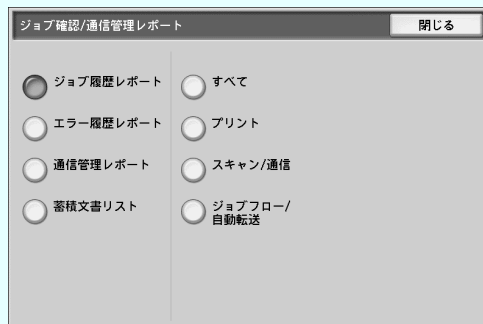 ジョブ確認/通信管理レポート
閉じる
ジョブ履歴レポート
エラー履歴レポート
通信管理レポート
蓄積文書リスト
すべて
プリント
スキャン/通信
ジョブフロー/
自動転送